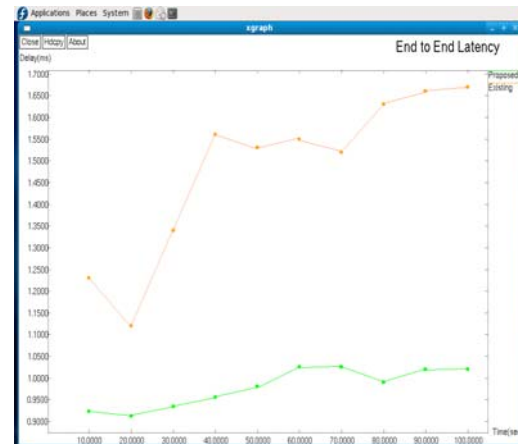 Applications Places System
xgraph
Close Hdcpy About
End to End Latency
Delay(ms)
Proposed
Existing
1.7000
1.6500
1.6000
1.5500
1.5000
1.4500
1.4000
1.3500
1.3000
1.2500
1.2000
1.1500
1.1000
1.0500
1.0000
0.9500
0.9000
10.0000 20.0000 30.0000 40.0000 50.0000 60.0000 70.0000 80.0000 90.0000 100.0000
Time(sec